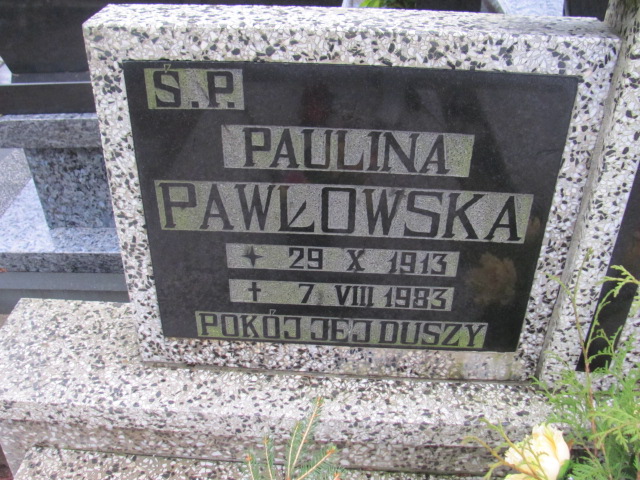 Ś.P.
PAULINA
PAWŁOWSKA
✦ 29 X 1913
✝ 7 VIII 1983
POKÓJ JEJ DUSZY